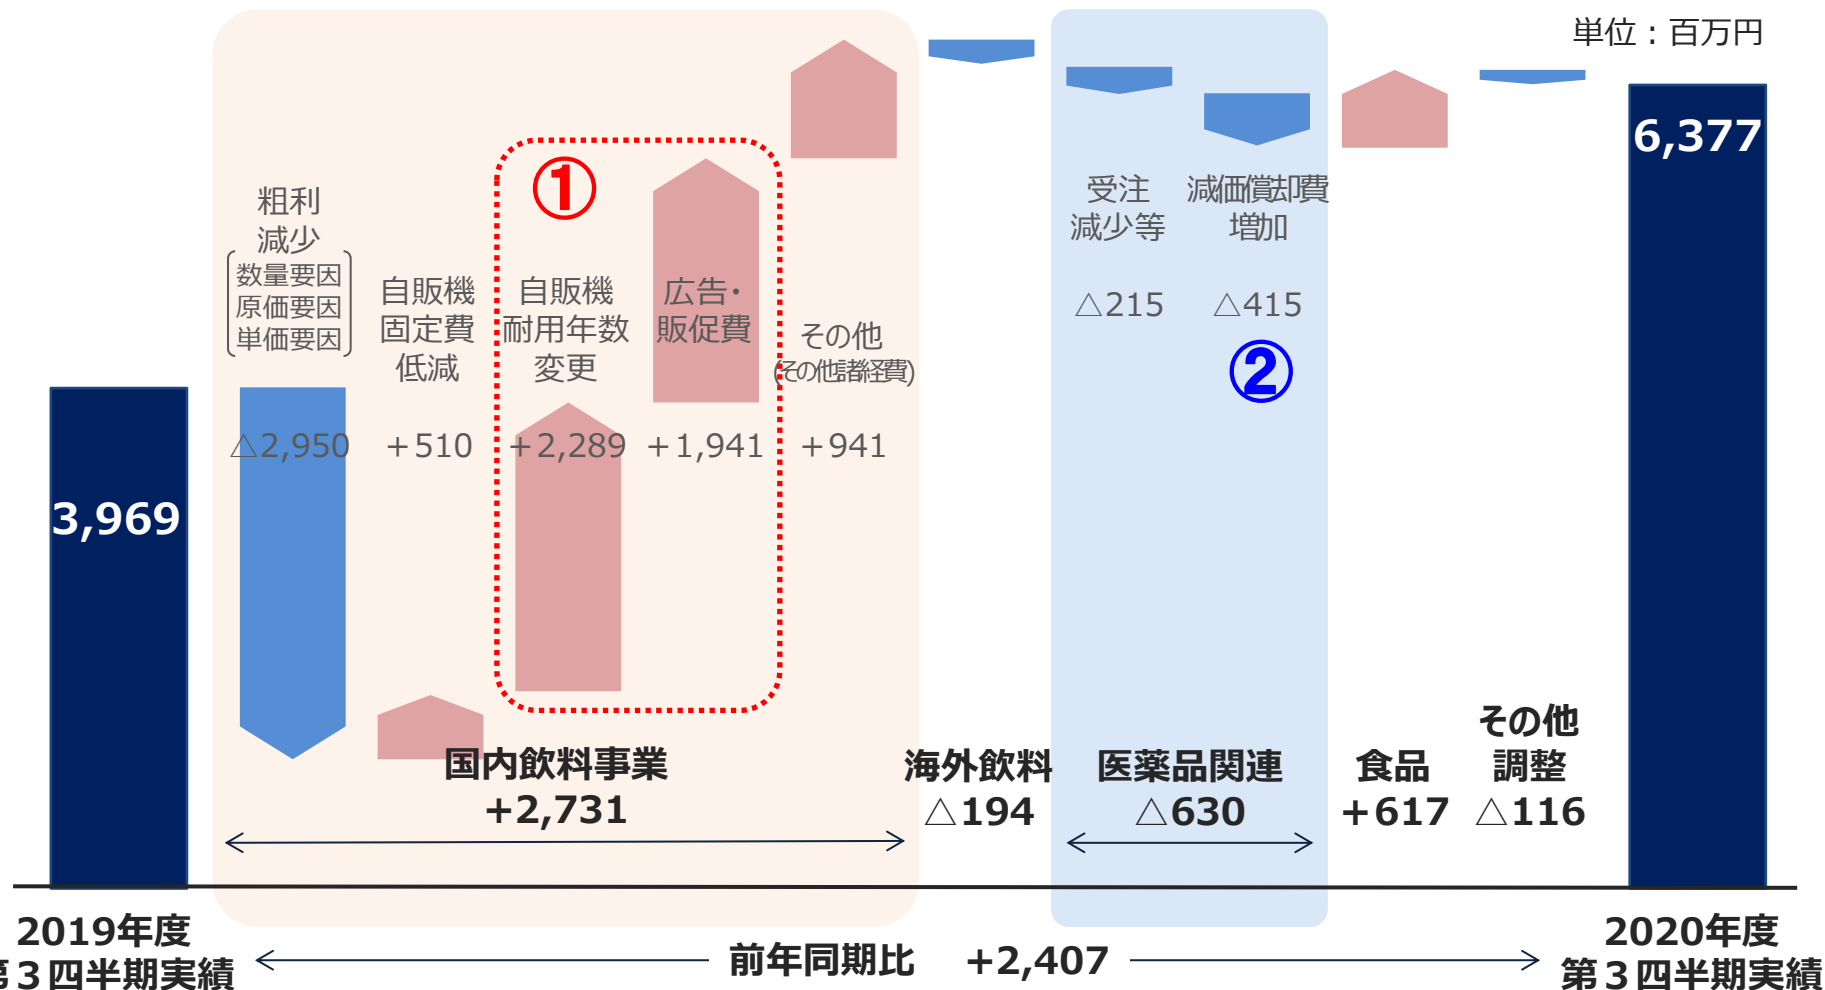 単位：百万円
3,969
粗利
減少
数量要因
原価要因
単価要因
△2,950
自販機
固定費
低減
+510
①
自販機
耐用年数
変更
+2,289
広告・
販促費
+1,941
その他
(その他諸経費)
+941
受注
減少等
△215
減価償却費
増加
△415
②
6,377
国内飲料事業
+2,731
海外飲料
△194
医薬品関連
△630
食品
+617
その他
調整
△116
2019年度
第３四半期実績
前年同期比 +2,407
2020年度
第３四半期実績